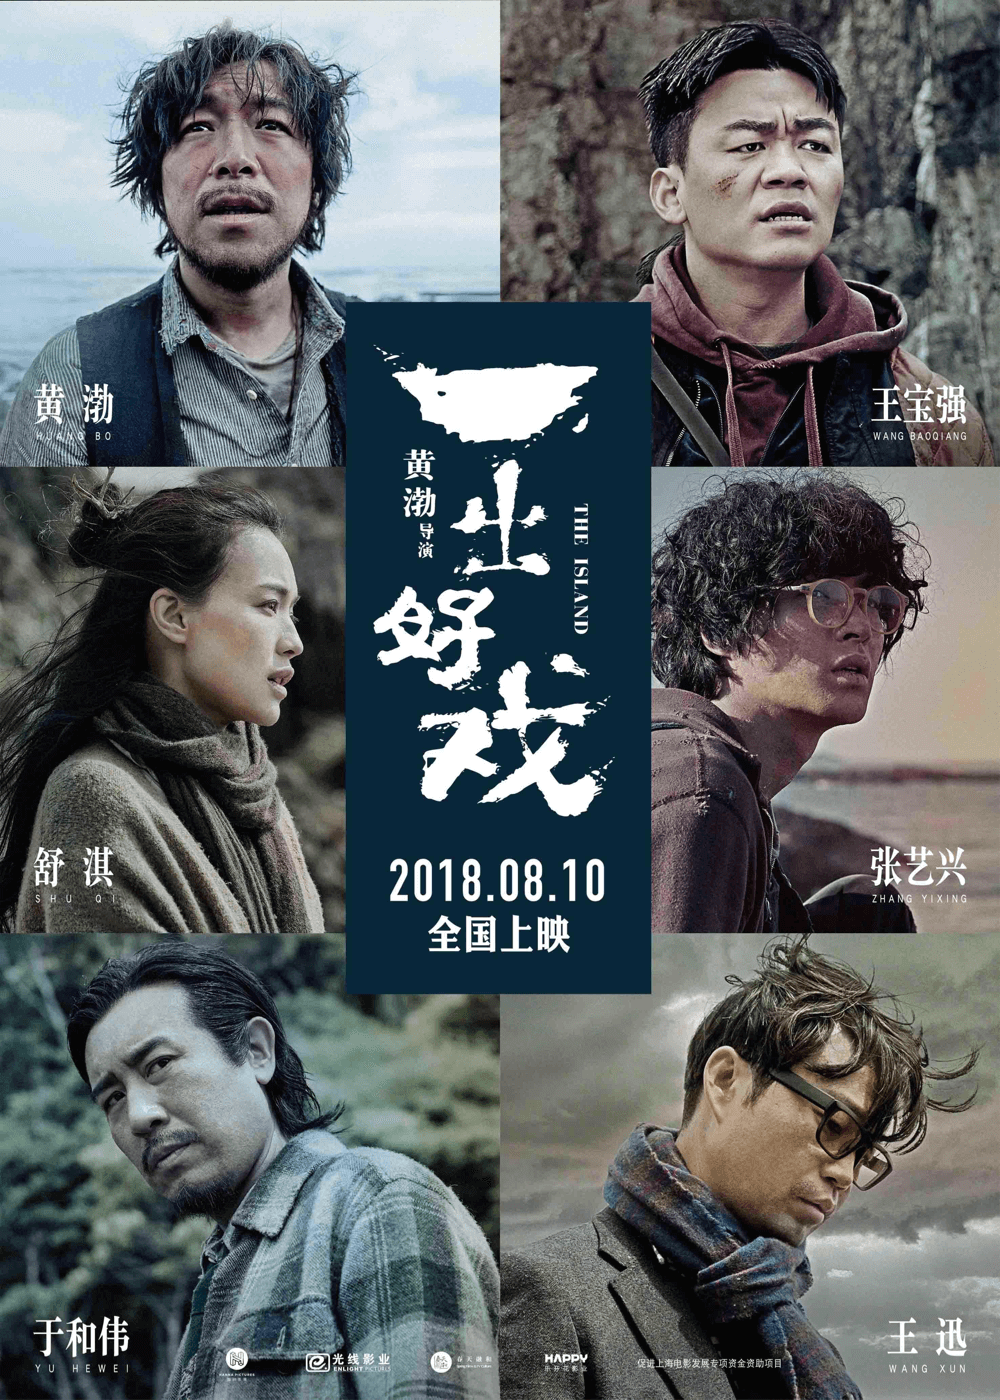 黄渤
HUANG BO
王宝强
WANG BAOQIANG
一出好戏
黄渤导演
THE ISLAND
舒淇
SHU QI
张艺兴
ZHANG YIXING
2018.08.10
全国上映
于和伟
YU HEWEI
王迅
WANG XUN
光线影业
ENLIGHT PICTURES
HAPPY
促进上海电影发展专项资金资助项目